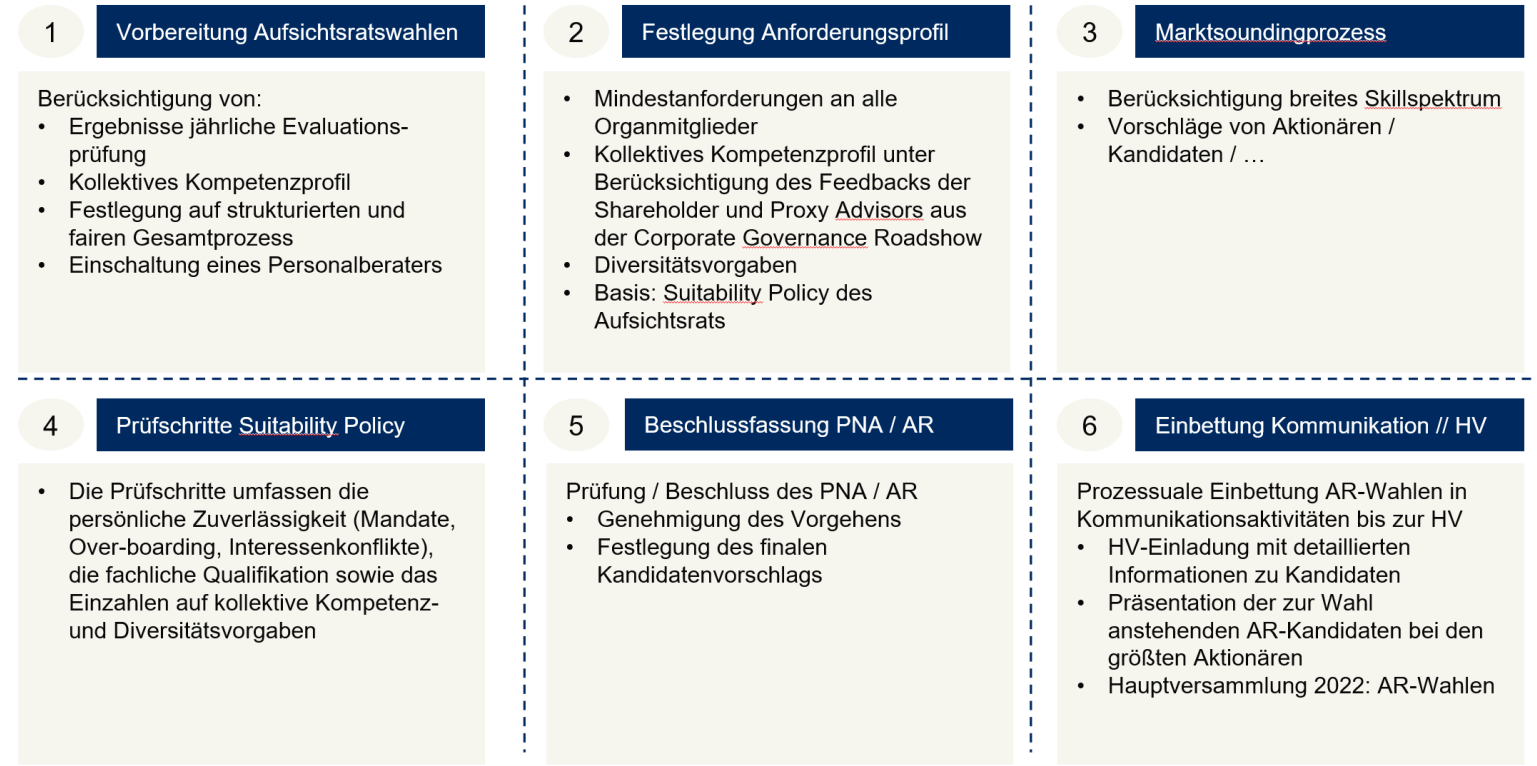 1
Vorbereitung Aufsichtsratswahlen
Berücksichtigung von:
• Ergebnisse jährliche Evaluations-
prüfung
• Kollektives Kompetenzprofil
• Festlegung auf strukturierten und
fairen Gesamtprozess
• Einschaltung eines Personalberaters
2
Festlegung Anforderungsprofil
• Mindestanforderungen an alle
Organmitglieder
• Kollektives Kompetenzprofil unter
Berücksichtigung des Feedbacks der
Shareholder und Proxy Advisors aus
der Corporate Governance Roadshow
• Diversitätsvorgaben
• Basis: Suitability Policy des
Aufsichtsrats
3
Marktsoundingprozess
• Berücksichtigung breites Skillspektrum
• Vorschläge von Aktionären /
Kandidaten / …
4
Prüfschritte Suitability Policy
• Die Prüfschritte umfassen die
persönliche Zuverlässigkeit (Mandate,
Over-boarding, Interessenkonflikte),
die fachliche Qualifikation sowie das
Einzahlen auf kollektive Kompetenz-
und Diversitätsvorgaben
5
Beschlussfassung PNA / AR
Prüfung / Beschluss des PNA / AR
• Genehmigung des Vorgehens
• Festlegung des finalen
Kandidatenvorschlags
6
Einbettung Kommunikation // HV
Prozessuale Einbettung AR-Wahlen in
Kommunikationsaktivitäten bis zur HV
• HV-Einladung mit detaillierten
Informationen zu Kandidaten
• Präsentation der zur Wahl
anstehenden AR-Kandidaten bei den
größten Aktionären
• Hauptversammlung 2022: AR-Wahlen